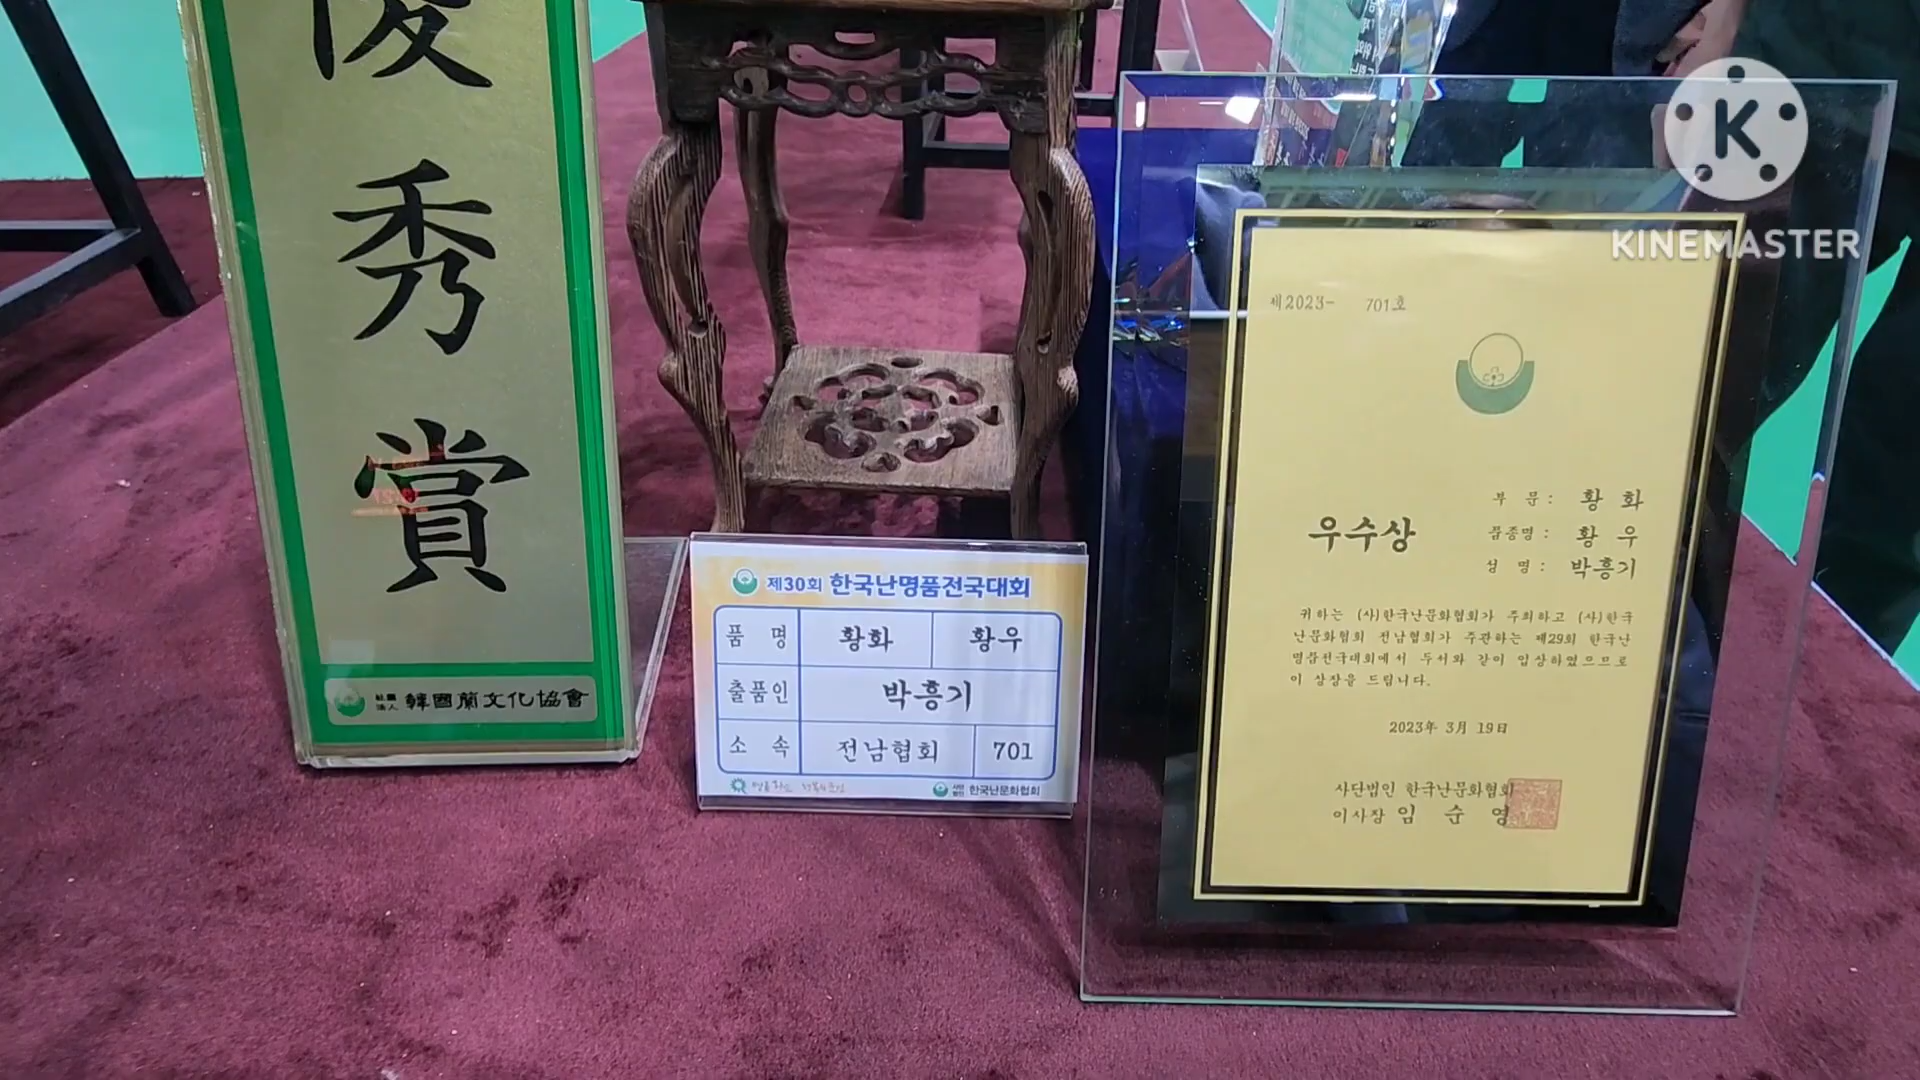 優
秀
賞
社團
法人 韓國蘭文化協會
제30회 한국난명품전국대회
품 명 황화 황우
출품인 박흥기
소 속 전남협회 701
사단
법인 한국난문화협회
제2023- 701호
부 문 : 황 화
우수상 품종명 : 황 우
성 명 : 박흥기
귀하는 (사)한국난문화협회가 주최하고 (사)한국
난문화협회 전남협회가 주관하는 제29회 한국난
명품전국대회에서 두서와 같이 입상하였으므로
이 상장을 드립니다.
2023年 3月 19日
사단법인 한국난문화협회
이사장 임 순 영
K
KINEMASTER